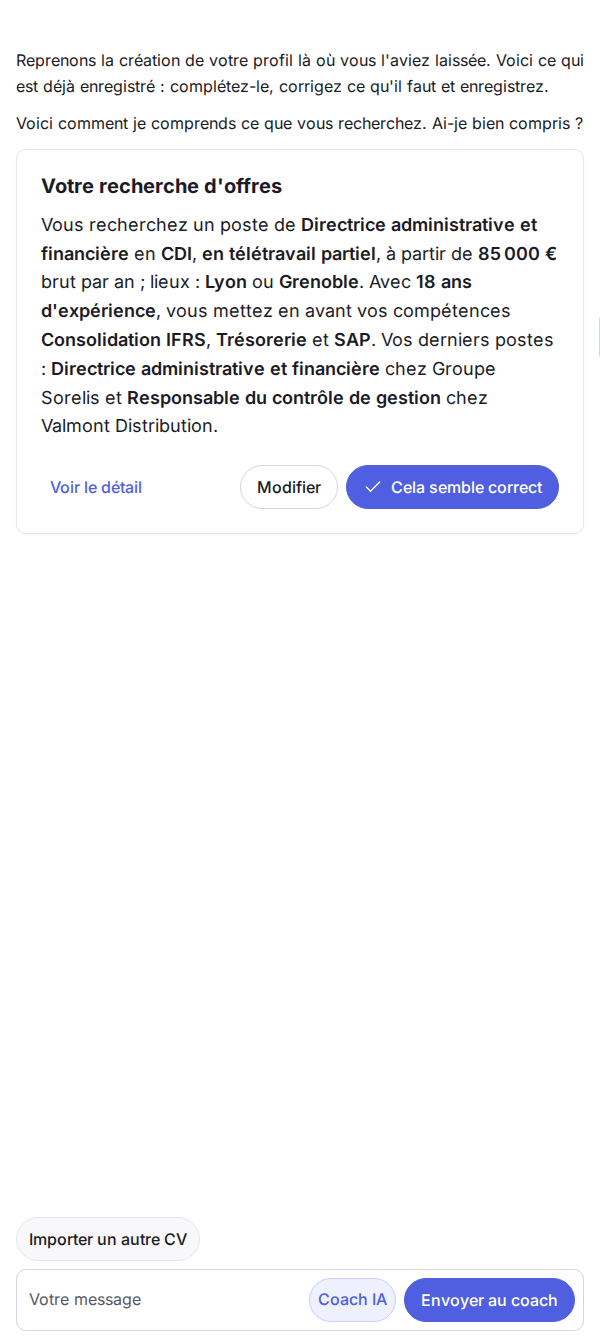 Reprenons la création de votre profil là où vous l'aviez laissée. Voici ce qui
est déjà enregistré : complétez-le, corrigez ce qu'il faut et enregistrez.
Voici comment je comprends ce que vous recherchez. Ai-je bien compris ?
Votre recherche d'offres
Vous recherchez un poste de Directrice administrative et
financière en CDI, en télétravail partiel, à partir de 85 000 €
brut par an ; lieux : Lyon ou Grenoble. Avec 18 ans
d'expérience, vous mettez en avant vos compétences
Consolidation IFRS, Trésorerie et SAP. Vos derniers postes
: Directrice administrative et financière chez Groupe
Sorelis et Responsable du contrôle de gestion chez
Valmont Distribution.
Voir le détail
Modifier
Cela semble correct
Importer un autre CV
Votre message
Coach IA
Envoyer au coach